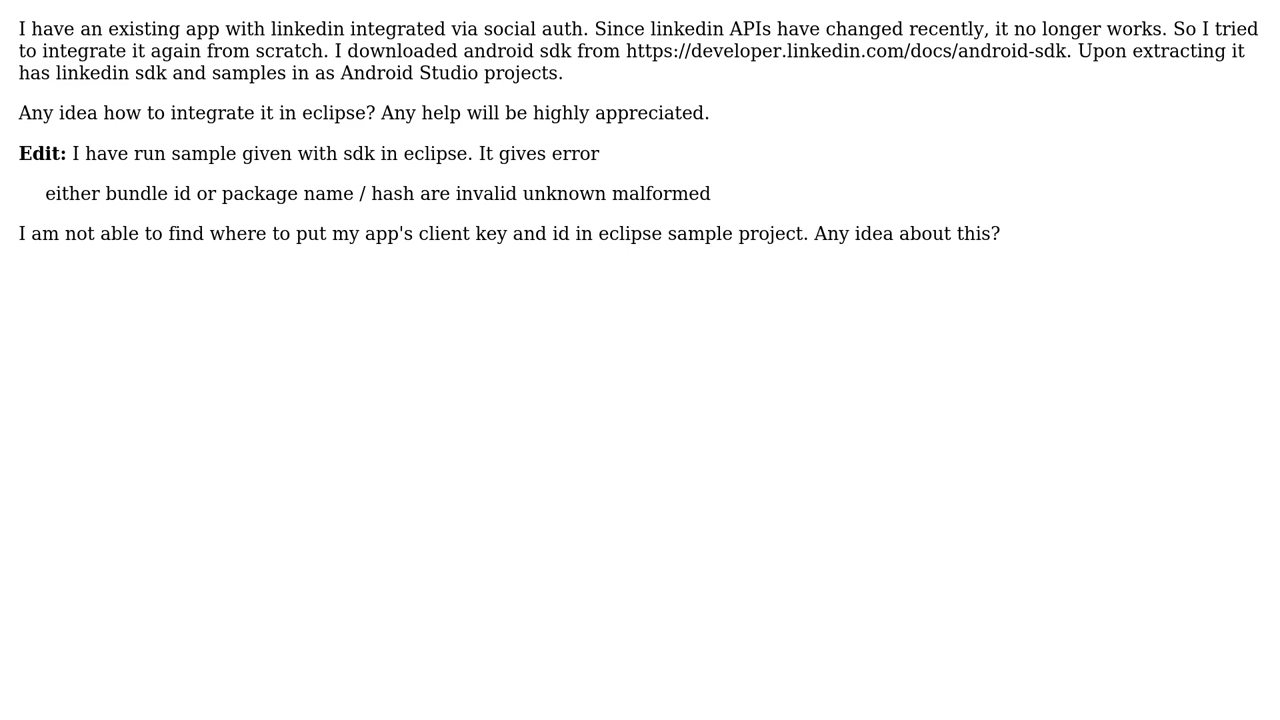 I have an existing app with linkedin integrated via social auth. Since linkedin APIs have changed recently, it no longer works. So I tried
to integrate it again from scratch. I downloaded android sdk from https://developer.linkedin.com/docs/android-sdk. Upon extracting it
has linkedin sdk and samples in as Android Studio projects.
Any idea how to integrate it in eclipse? Any help will be highly appreciated.
Edit: I have run sample given with sdk in eclipse. It gives error
either bundle id or package name / hash are invalid unknown malformed
I am not able to find where to put my app's client key and id in eclipse sample project. Any idea about this?